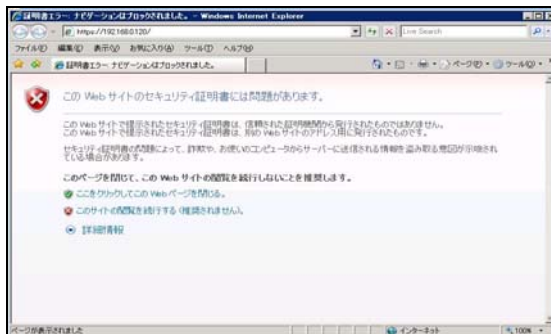 証明書エラー: ナビゲーションはブロックされました。 - Windows Internet Explorer
https://192.168.0.120/
Live Search
ファイル(F) 編集(E) 表示(V) お気に入り(A) ツール(T) ヘルプ(H)
証明書エラー: ナビゲーションはブロックされました。
ページ(P) ツール(O)
この Web サイトのセキュリティ証明書には問題があります。
この Web サイトで提示されたセキュリティ証明書は、信頼された証明機関から発行されたものではありません。
この Web サイトで提示されたセキュリティ証明書は、別の Web サイトのアドレス用に発行されたものです。
セキュリティ証明書の問題によって、詐欺や、お使いのコンピュータからサーバーに送信される情報を盗み取る意図が示唆され
ている場合があります。
このページを閉じて、この Web サイトの閲覧を続行しないことを推奨します。
ここをクリックしてこの Web ページを閉じる。
このサイトの閲覧を続行する (推奨されません)。
詳細情報
ページが表示されました
インターネット
100%